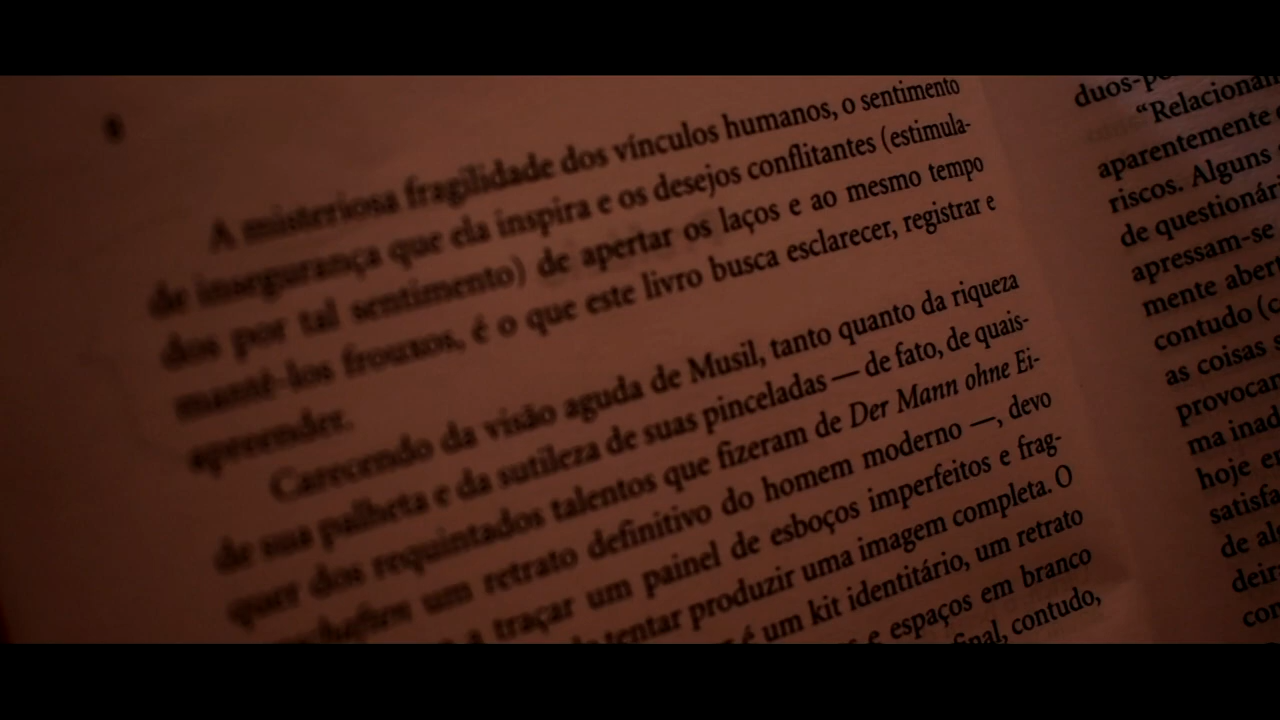 A misteriosa fragilidade dos vínculos humanos, o sentimento
de insegurança que ela inspira e os desejos conflitantes (estimula-
dos por tal sentimento) de apertar os laços e ao mesmo tempo
mantê-los frouxos, é o que este livro busca esclarecer, registrar e
apreender.
Carecendo da visão aguda de Musil, tanto quanto da riqueza
de sua palheta e da sutileza de suas pinceladas — de fato, de quais-
quer dos requintados talentos que fizeram de Der Mann ohne Ei-
um retrato definitivo do homem moderno —, devo
a traçar um painel de esboços imperfeitos e frag-
tentar produzir uma imagem completa. O
é um kit identitário, um retrato
e espaços em branco
contudo,
duos-
“Relacionam
aparentemente
riscos. Alguns
de questionári
apressam-se
mente abert
contudo (c
as coisas s
provocan
ma inad
hoje em
satisfa
de al
deir
con